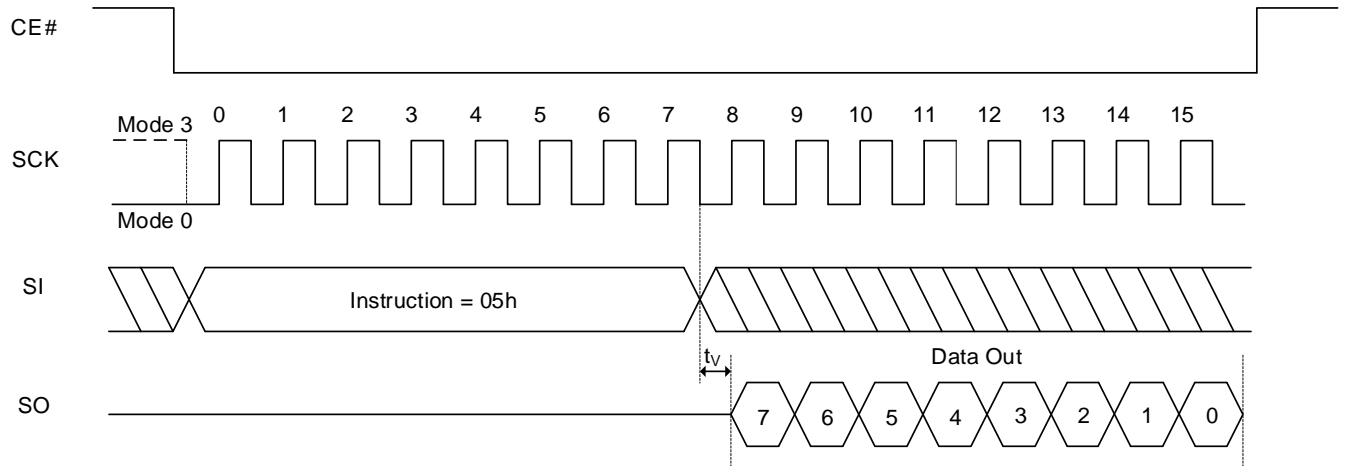 CE#
Mode 3
0 1 2 3 4 5 6 7 8 9 10 11 12 13 14 15
SCK
Mode 0
SI
Instruction = 05h
tV
Data Out
SO
7 6 5 4 3 2 1 0